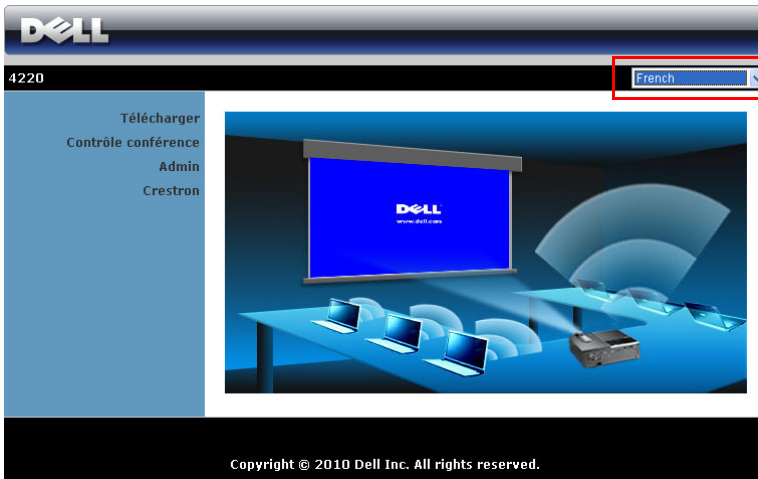 DELL
4220
French
Télécharger
Contrôle conférence
Admin
Crestron
DELL
www.dell.com
Copyright © 2010 Dell Inc. All rights reserved.